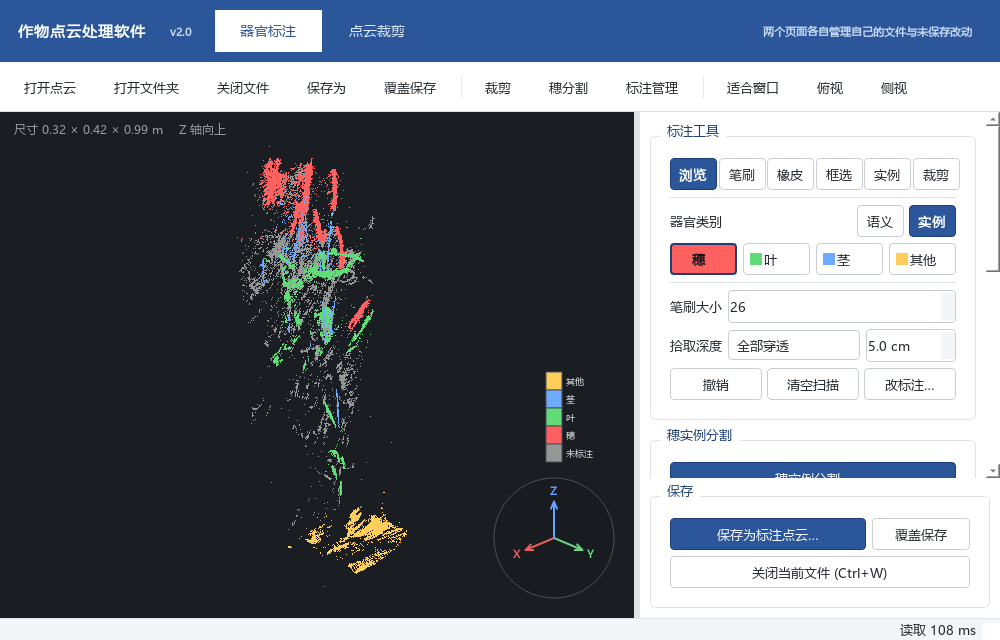 作物点云处理软件 v2.0 器官标注 点云裁剪 两个页面各自管理自己的文件与未保存改动
打开点云 打开文件夹 关闭文件 保存为 覆盖保存 裁剪 穗分割 标注管理 适合窗口 俯视 侧视
尺寸 0.32 × 0.42 × 0.99 m Z 轴向上
标注工具
浏览 笔刷 橡皮 框选 实例 裁剪
器官类别 语义 实例
穗 叶 茎 其他
笔刷大小 26
拾取深度 全部穿透 5.0 cm
撤销 清空扫描 改标注...
其他
茎
叶
穗
未标注
Z
X
Y
穗实例分割
穗实例分割
保存
保存为标注点云... 覆盖保存
关闭当前文件 (Ctrl+W)
读取 108 ms